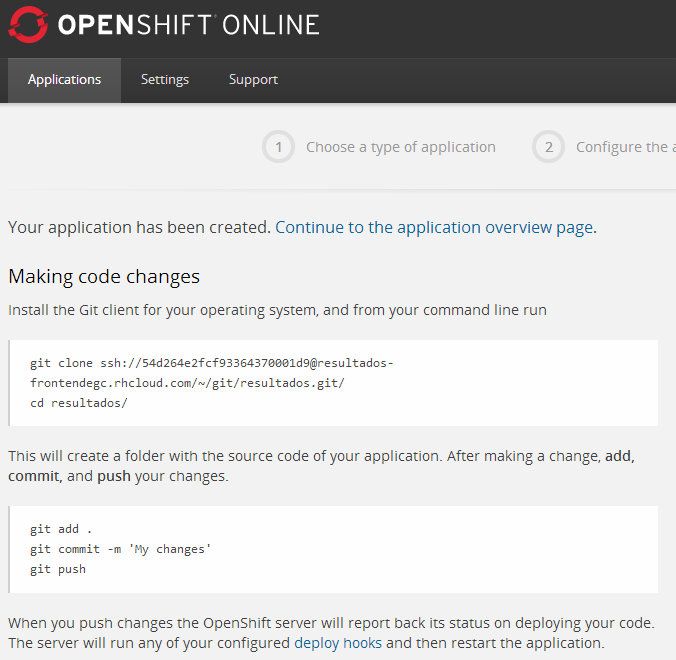 OPENSHIFT ONLINE
Applications Settings Support
1 Choose a type of application 2 Configure the a
Your application has been created. Continue to the application overview page.
Making code changes
Install the Git client for your operating system, and from your command line run
git clone ssh://54d264e2fcf93364370001d9@resultados-
frontendegc.rhcloud.com/~/git/resultados.git/
cd resultados/
This will create a folder with the source code of your application. After making a change, add,
commit, and push your changes.
git add .
git commit -m 'My changes'
git push
When you push changes the OpenShift server will report back its status on deploying your code.
The server will run any of your configured deploy hooks and then restart the application.